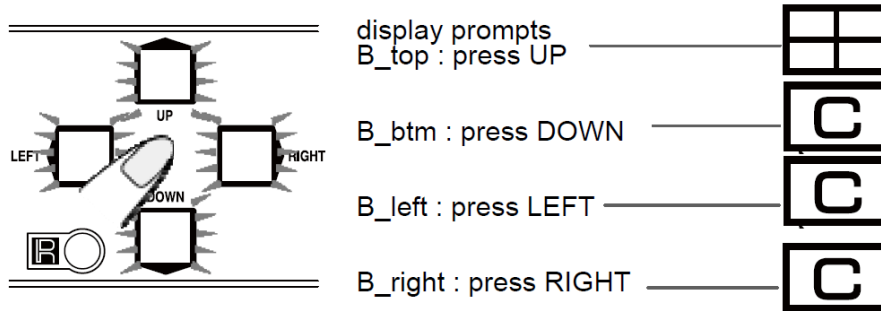 display prompts
B_top : press UP
UP
B_btm : press DOWN
C
LEFT
RIGHT
DOWN
B_left : press LEFT
C
R
B_right : press RIGHT
C